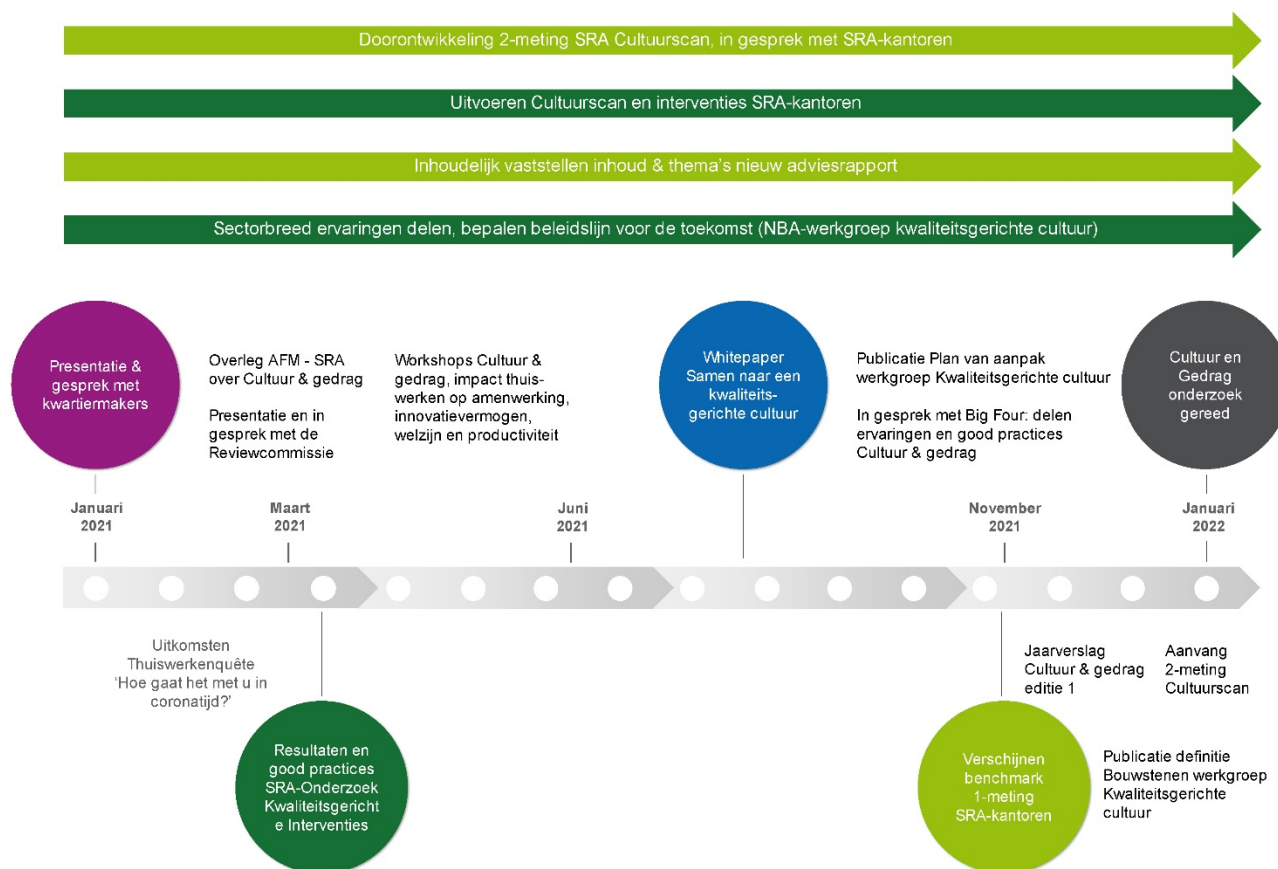 Doorontwikkeling 2-meting SRA Cultuurscan, in gesprek met SRA-kantoren
Uitvoeren Cultuurscan en interventies SRA-kantoren
Inhoudelijk vaststellen inhoud & thema's nieuw adviesrapport
Sectorbreed ervaringen delen, bepalen beleidslijn voor de toekomst (NBA-werkgroep kwaliteitsgerichte cultuur)
Presentatie &
gesprek met
kwartiermakers
Overleg AFM - SRA
over Cultuur & gedrag
Presentatie en in
gesprek met de
Reviewcommissie
Workshops Cultuur &
gedrag, impact thuis-
werken op amenwerking,
innovatievermogen,
welzijn en productiviteit
Whitepaper
Samen naar een
kwaliteits-
gerichte cultuur
Publicatie Plan van aanpak
werkgroep Kwaliteitsgerichte cultuur
In gesprek met Big Four: delen
ervaringen en good practices
Cultuur & gedrag
Cultuur en
Gedrag
onderzoek
gereed
Januari
2021
Maart
2021
Juni
2021
November
2021
Januari
2022
Uitkomsten
Thuiswerkenquête
'Hoe gaat het met u in
coronatijd?'
Resultaten en
good practices
SRA-Onderzoek
Kwaliteitsgericht
e Interventies
Jaarverslag
Cultuur & gedrag
editie 1
Aanvang
2-meting
Cultuurscan
Verschijnen
benchmark
1-meting
SRA-kantoren
Publicatie definitie
Bouwstenen werkgroep
Kwaliteitsgerichte
cultuur